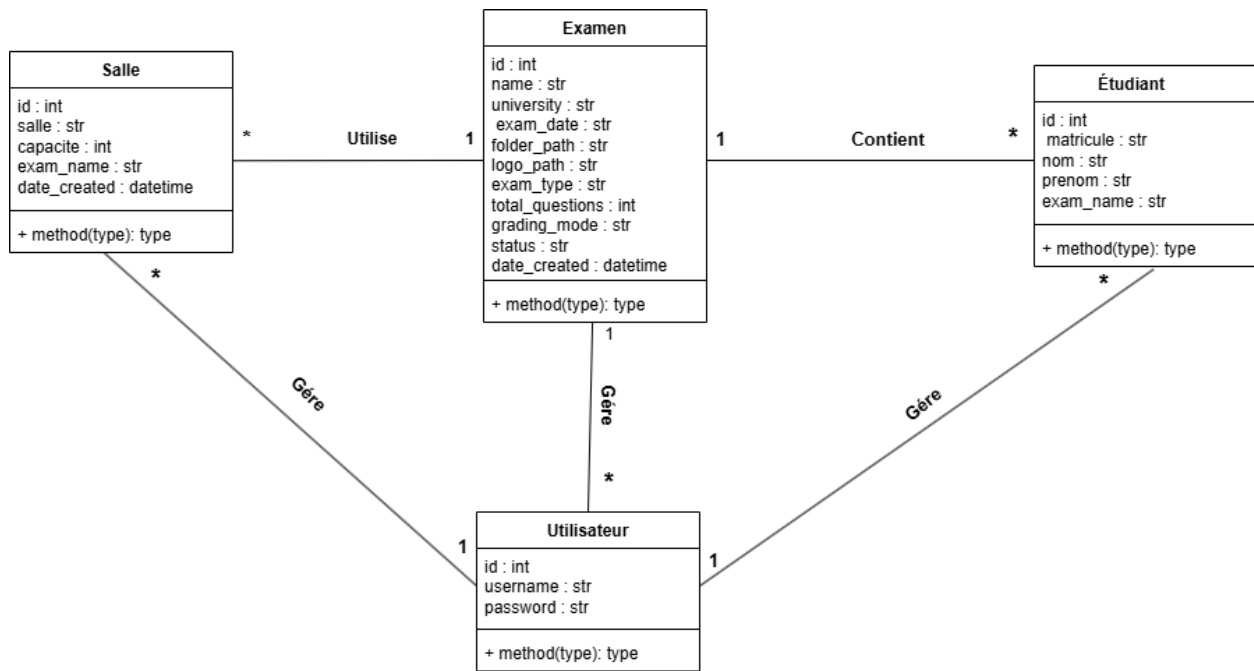 Salle
id : int
salle : str
capacite : int
exam_name : str
date_created : datetime
+ method(type): type
*
Utilise
1
Examen
id : int
name : str
university : str
exam_date : str
folder_path : str
logo_path : str
exam_type : str
total_questions : int
grading_mode : str
status : str
date_created : datetime
+ method(type): type
1
Contient
*
Étudiant
id : int
matricule : str
nom : str
prenom : str
exam_name : str
+ method(type): type
*
Gére
1
1
Gére
*
*
Gére
1
Utilisateur
id : int
username : str
password : str
+ method(type): type